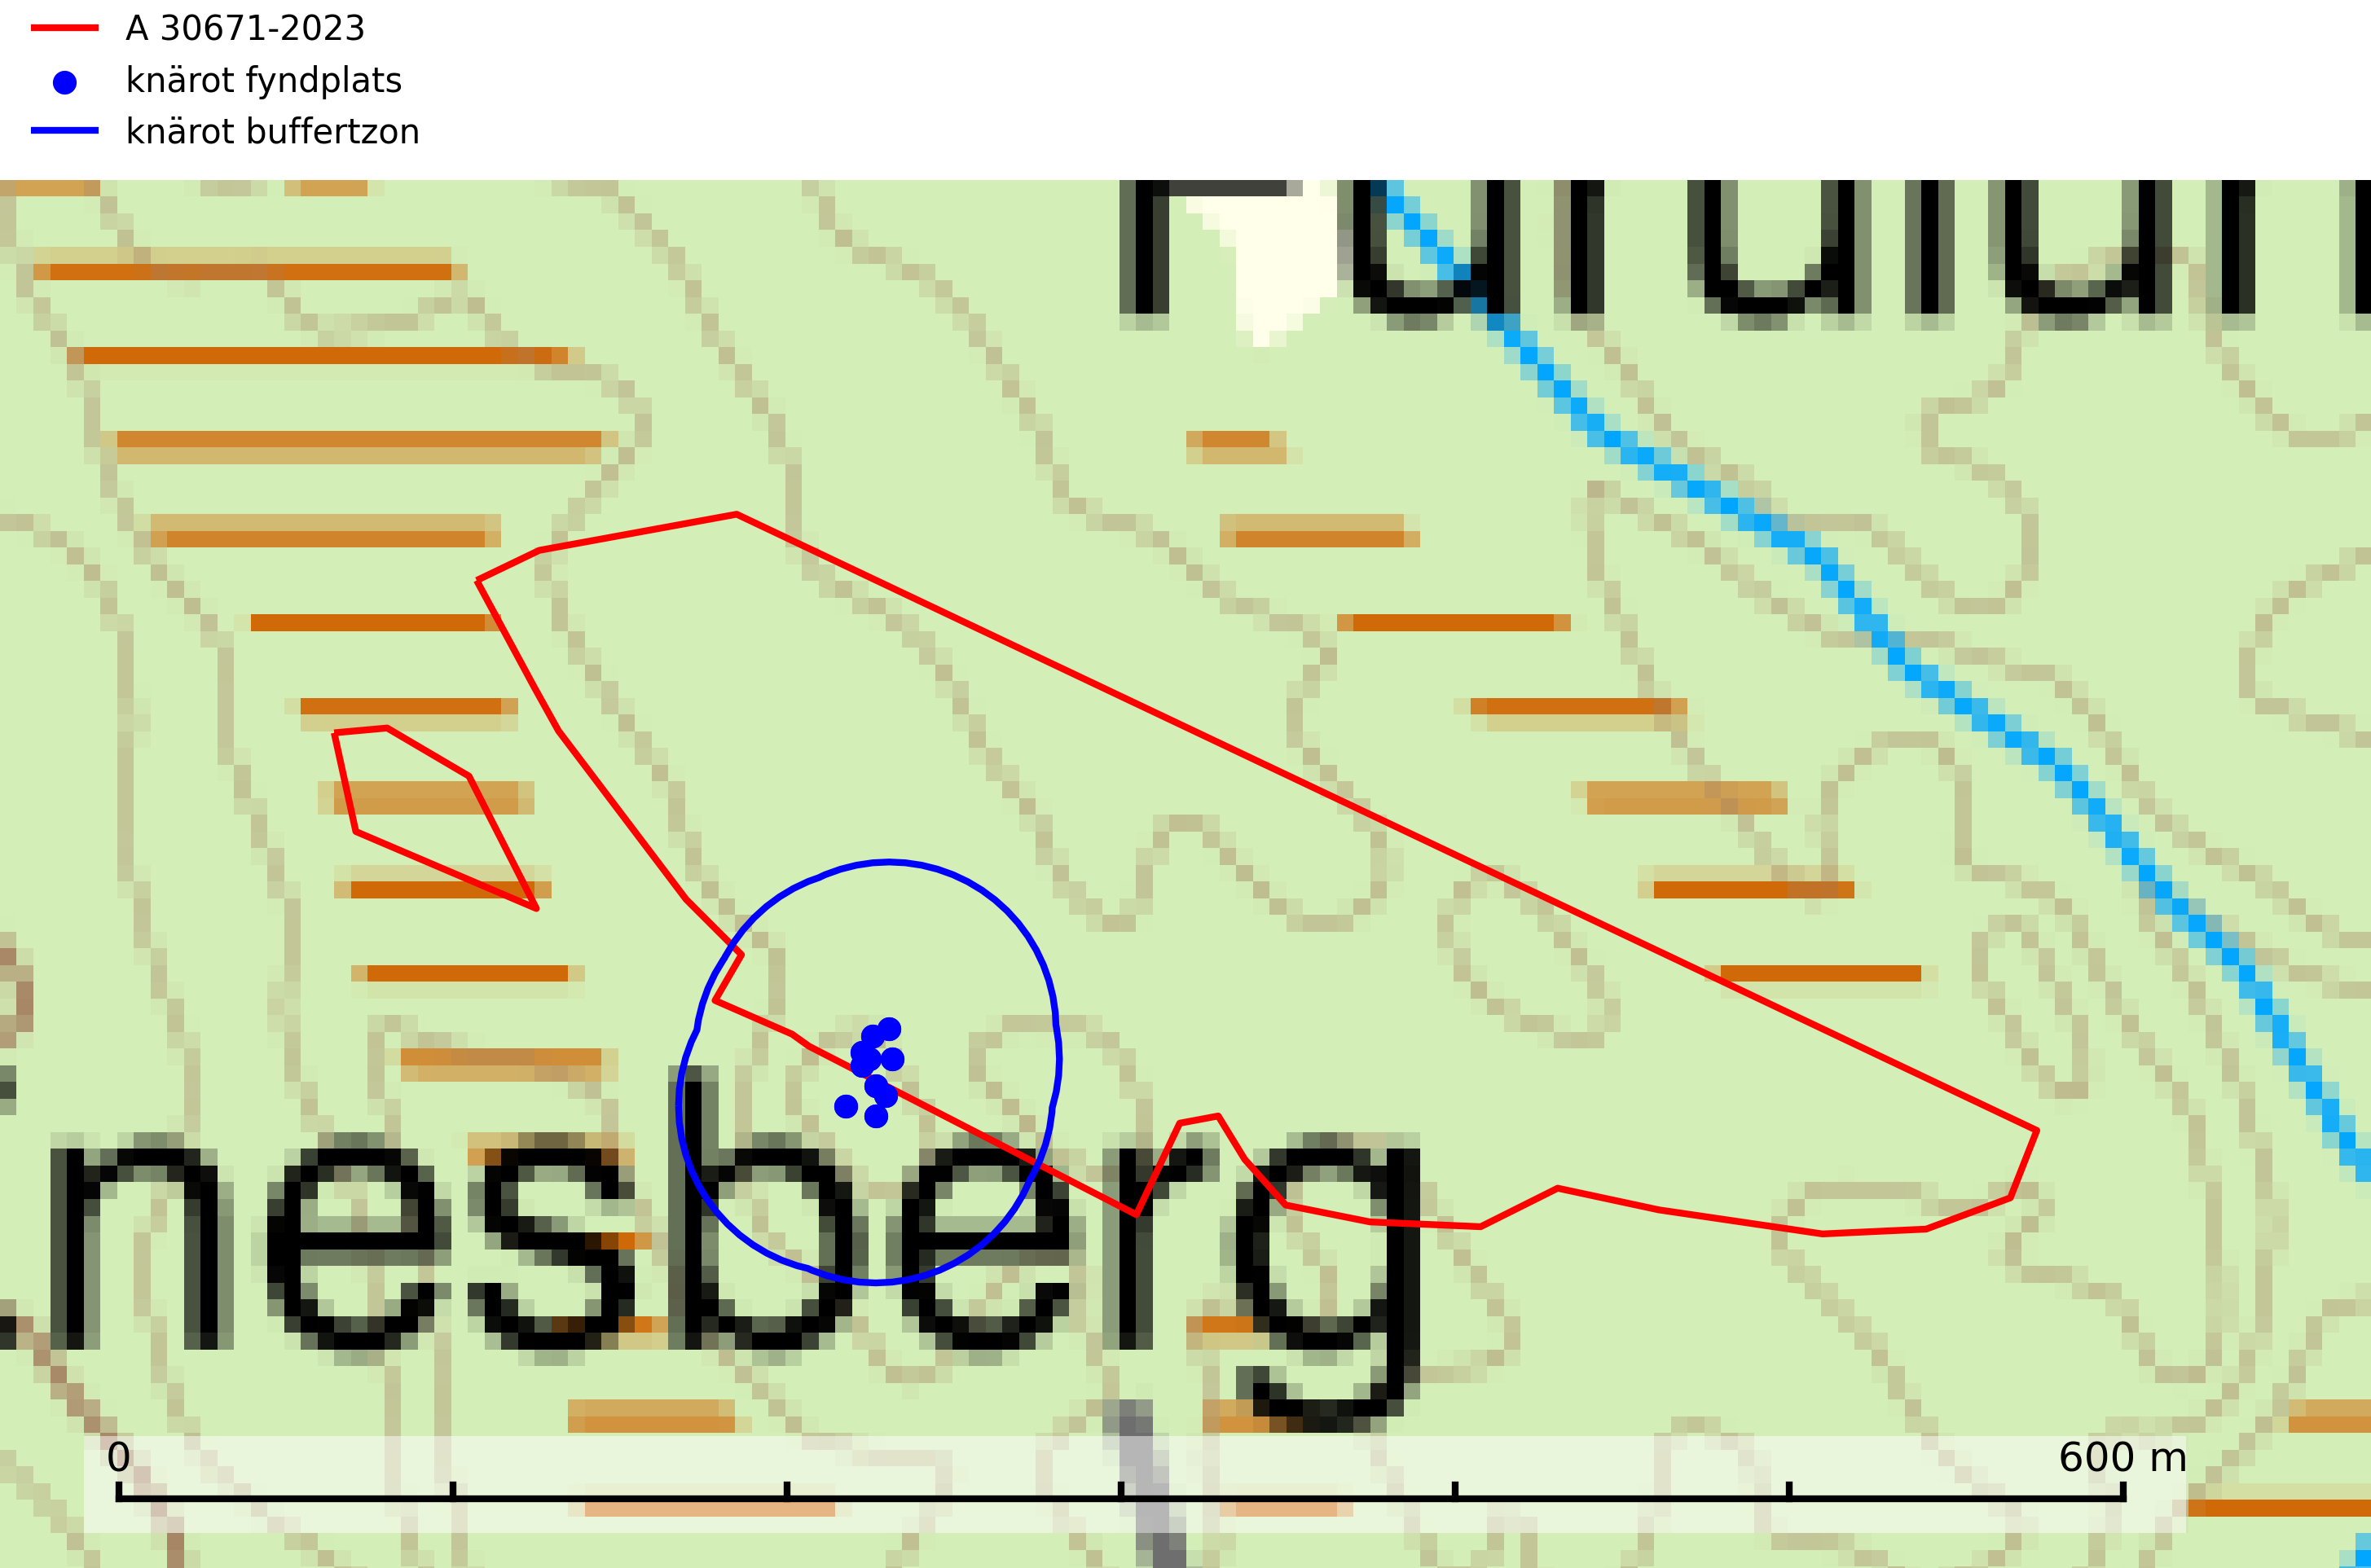 A 30671-2023
knärot fyndplats
knärot buffertzon
nesberg
0 600 m